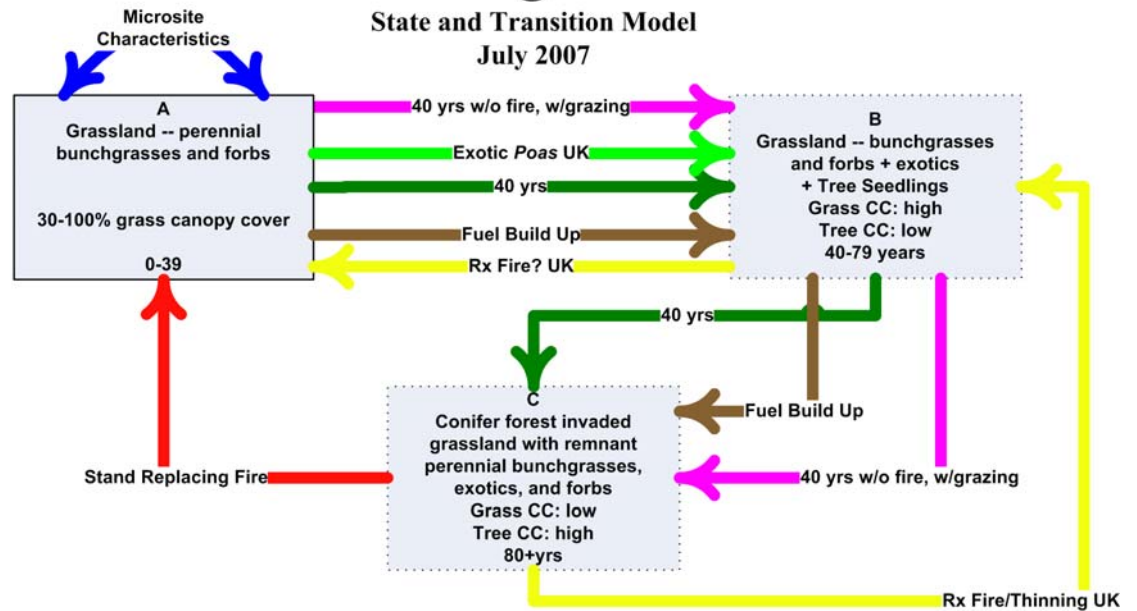 State and Transition Model
July 2007
Microsite
Characteristics
A
Grassland -- perennial
bunchgrasses and forbs
30-100% grass canopy cover
0-39
40 yrs w/o fire, w/grazing
Exotic Poas UK
40 yrs
Fuel Build Up
Rx Fire? UK
B
Grassland -- bunchgrasses
and forbs + exotics
+ Tree Seedlings
Grass CC: high
Tree CC: low
40-79 years
40 yrs
Fuel Build Up
40 yrs w/o fire, w/grazing
C
Conifer forest invaded
grassland with remnant
perennial bunchgrasses,
exotics, and forbs
Grass CC: low
Tree CC: high
80+yrs
Stand Replacing Fire
Rx Fire/Thinning UK